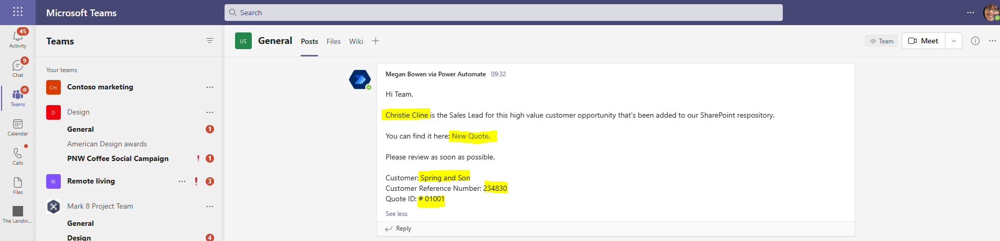 Microsoft Teams
Search
45
Activity
9
Chat
@
Teams
Calendar
Calls
Files
The Landin...
Teams
Your teams
Cm
Contoso marketing
D
Design
General
1
American Design awards
PNW Coffee Social Campaign
! 1
RI
Remote living
! 3
Mark 8 Project Team
General
Design
4
US
General
Posts
Files
Wiki
Team
Meet
Megan Bowen via Power Automate 09:32
Hi Team,
Christie Cline is the Sales Lead for this high value customer opportunity that's been added to our SharePoint respository.
You can find it here: New Quote.
Please review as soon as possible.
Customer: Spring and Son
Customer Reference Number: 234830
Quote ID: # 01001
See less
Reply